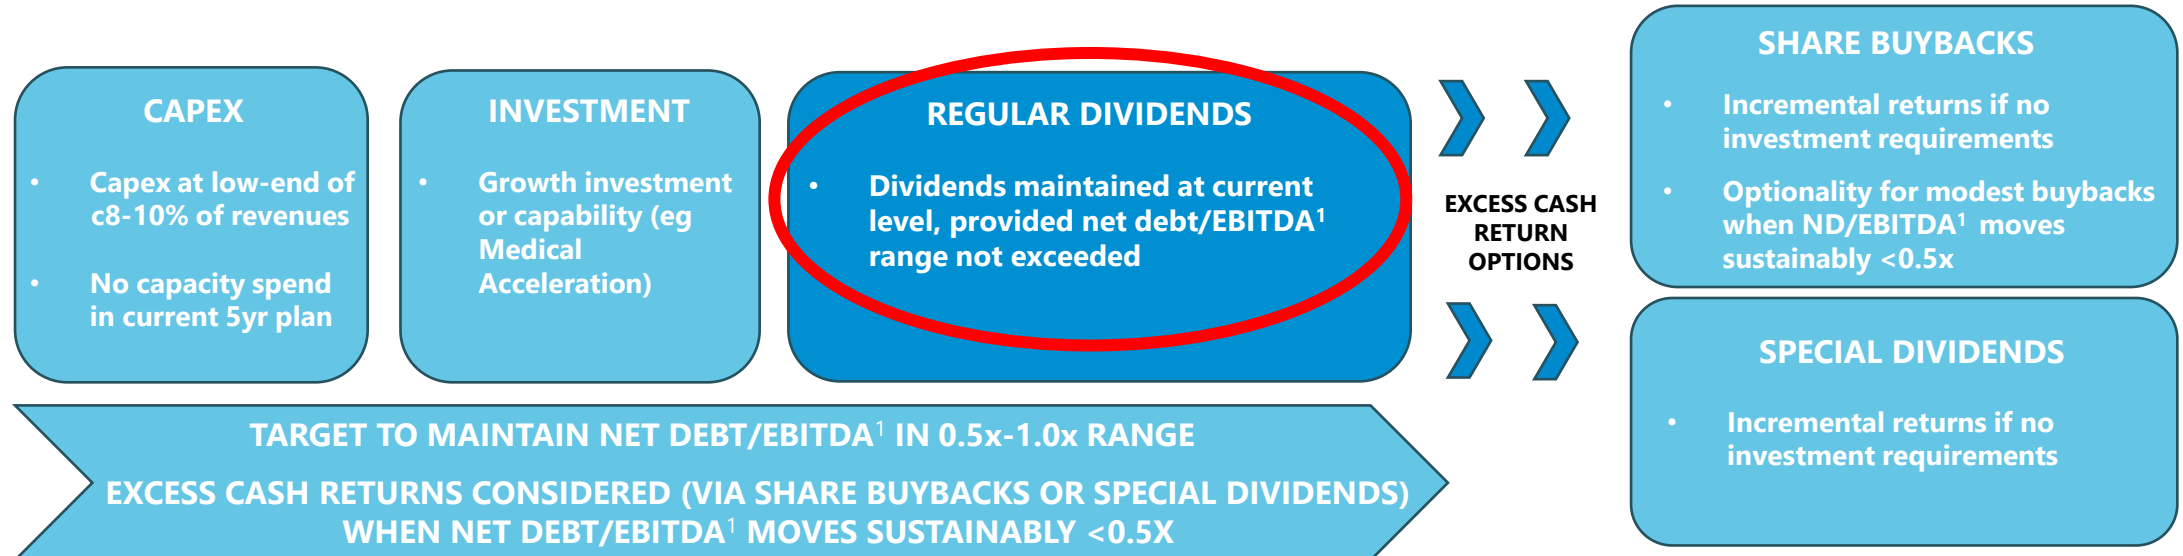 CAPEX
• Capex at low-end of
c8-10% of revenues
• No capacity spend
in current 5yr plan
INVESTMENT
• Growth investment
or capability (eg
Medical
Acceleration)
REGULAR DIVIDENDS
• Dividends maintained at current
level, provided net debt/EBITDA¹
range not exceeded
EXCESS CASH
RETURN
OPTIONS
SHARE BUYBACKS
• Incremental returns if no
investment requirements
• Optionality for modest buybacks
when ND/EBITDA¹ moves
sustainably <0.5x
SPECIAL DIVIDENDS
• Incremental returns if no
investment requirements
TARGET TO MAINTAIN NET DEBT/EBITDA¹ IN 0.5x-1.0x RANGE
EXCESS CASH RETURNS CONSIDERED (VIA SHARE BUYBACKS OR SPECIAL DIVIDENDS)
WHEN NET DEBT/EBITDA¹ MOVES SUSTAINABLY <0.5X